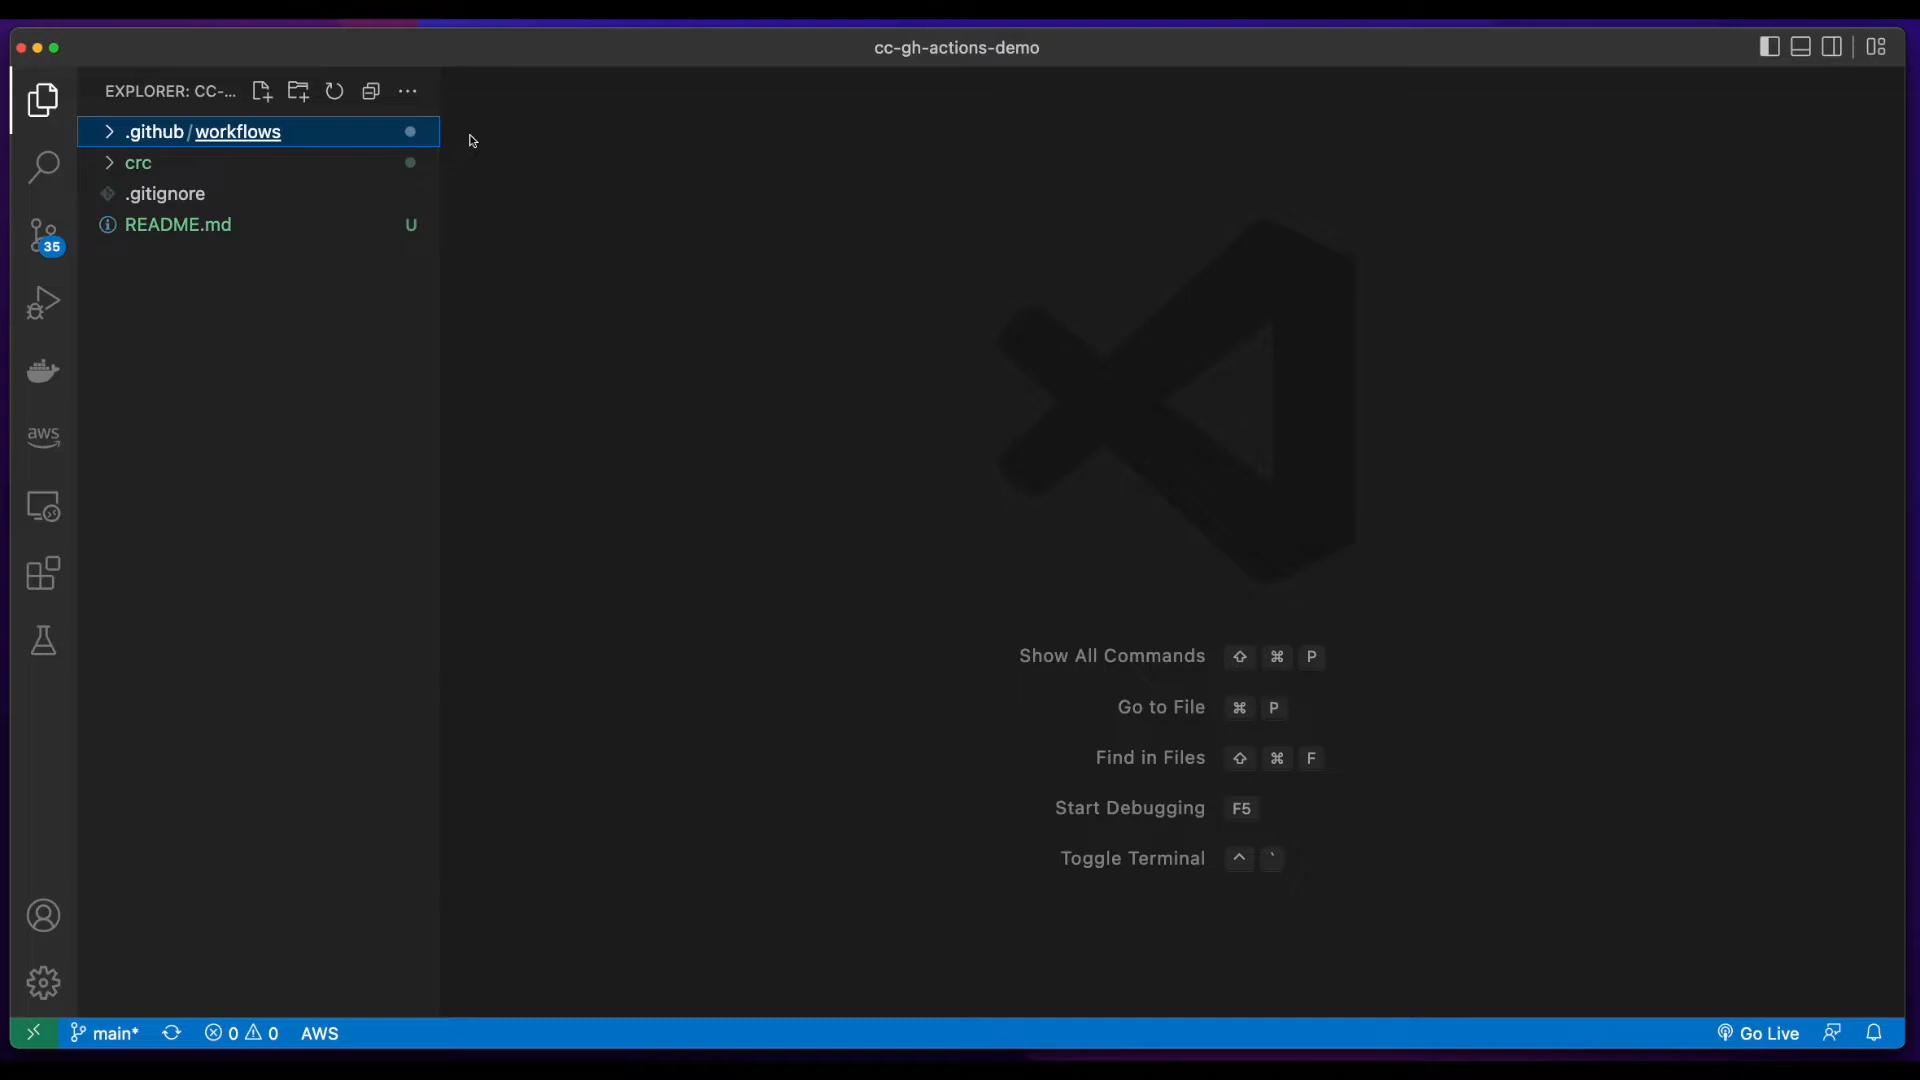 cc-gh-actions-demo
EXPLORER: CC-...
.github/workflows
crc
.gitignore
README.md U
35
aws
Show All Commands ⇧ ⌘ P
Go to File ⌘ P
Find in Files ⇧ ⌘ F
Start Debugging F5
Toggle Terminal ^ `
main* 0 0 AWS Go Live